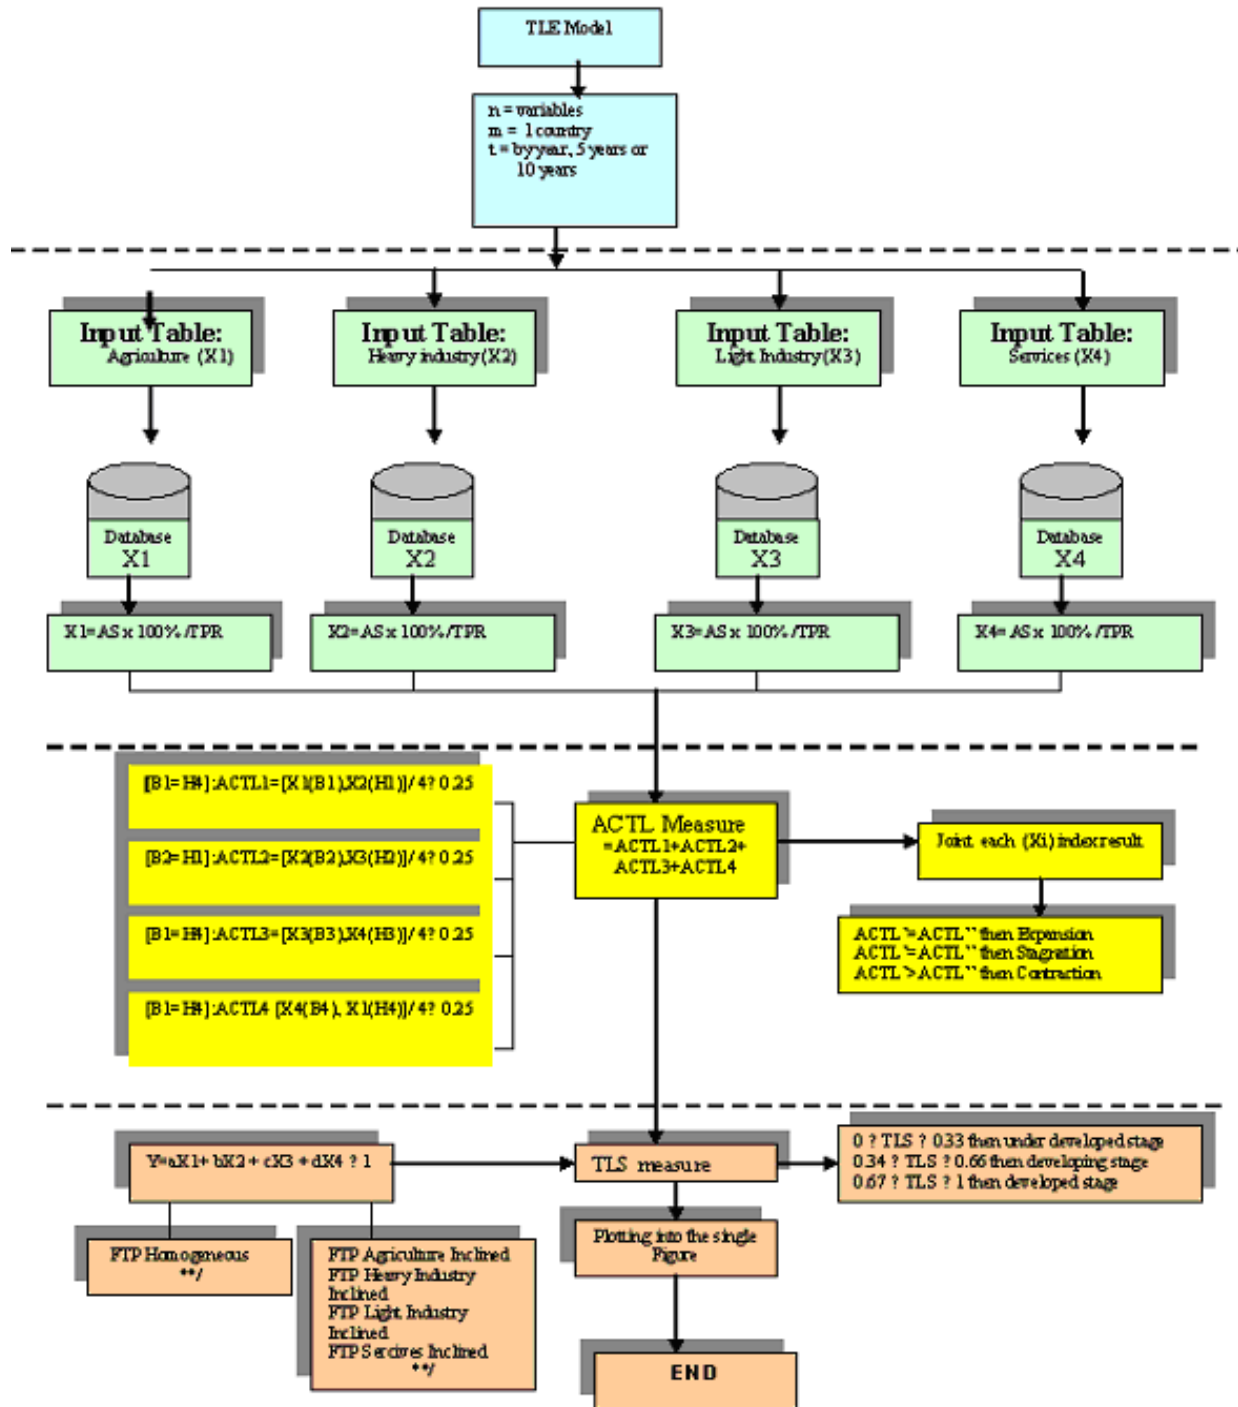 TLE Model
n = variables
m = 1 country
t = by year, 5 years or
10 years
Input Table:
Agriculture (X1)
Input Table:
Heavy industry (X2)
Input Table:
Light Industry (X3)
Input Table:
Services (X4)
Database
X1
Database
X2
Database
X3
Database
X4
X1= AS x 100% /TPR
X2= AS x 100% /TPR
X3= AS x 100% /TPR
X4= AS x 100% /TPR
[B1= H4] :ACTL1= [X1(B1),X2(H1)]/ 4 ? 0.25
[B2= H1] :ACTL2= [X2(B2),X3(H2)]/ 4 ? 0.25
[B1= H4] :ACTL3= [X3(B3),X4(H3)]/ 4 ? 0.25
[B1= H4] :ACTL4 [X4(B4), X1(H4)]/ 4 ? 0.25
ACTL Measure
= ACTL1+ ACTL2+
ACTL3+ ACTL4
Joint each (Xi) index result
ACTL`= ACTL`` then Expansion
ACTL`= ACTL`` then Stagration
ACTL`> ACTL`` then Contraction
Y= aX1+ bX2 + cX3 + dX4 ? 1
TLS measure
0 ? TLS ? 0.33 then under developed stage
0.34 ? TLS ? 0.66 then developing stage
0.67 ? TLS ? 1 then developed stage
FTP Homogeneous
**/
FTP Agriculture Inclined
FTP Heavy Industry
Inclined
FTP Light Industry
Inclined
FTP Sercives Inclined
**/
Plotting into the single
Figure
END